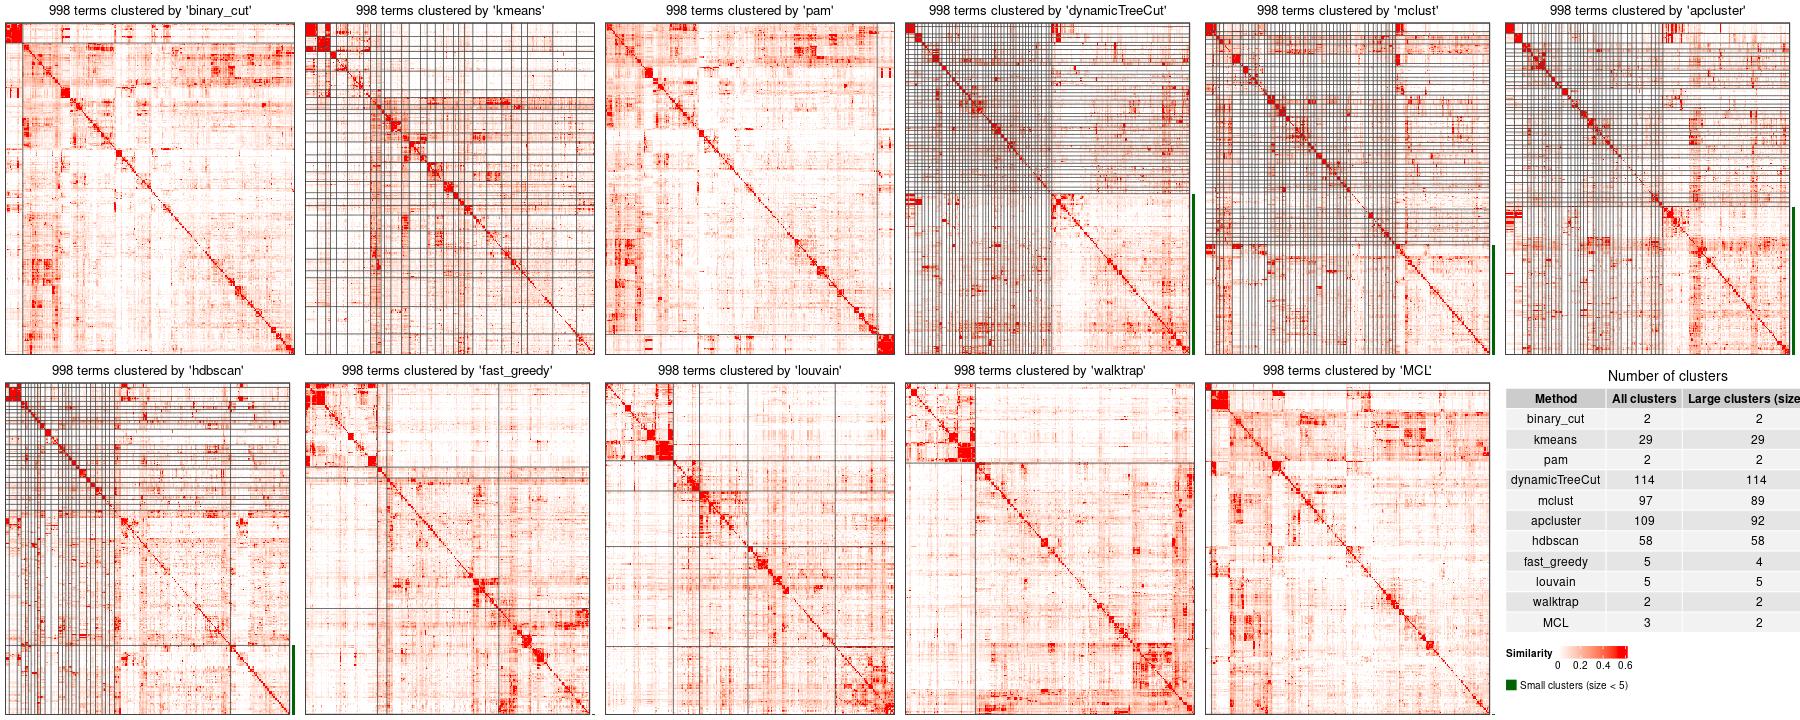 998 terms clustered by 'binary_cut'
998 terms clustered by 'kmeans'
998 terms clustered by 'pam'
998 terms clustered by 'dynamicTreeCut'
998 terms clustered by 'mclust'
998 terms clustered by 'apcluster'
998 terms clustered by 'hdbscan'
998 terms clustered by 'fast_greedy'
998 terms clustered by 'louvain'
998 terms clustered by 'walktrap'
998 terms clustered by 'MCL'
Number of clusters
Method All clusters Large clusters (size
binary_cut 2 2
kmeans 29 29
pam 2 2
dynamicTreeCut 114 114
mclust 97 89
apcluster 109 92
hdbscan 58 58
fast_greedy 5 4
louvain 5 5
walktrap 2 2
MCL 3 2
Similarity
0 0.2 0.4 0.6
Small clusters (size < 5)